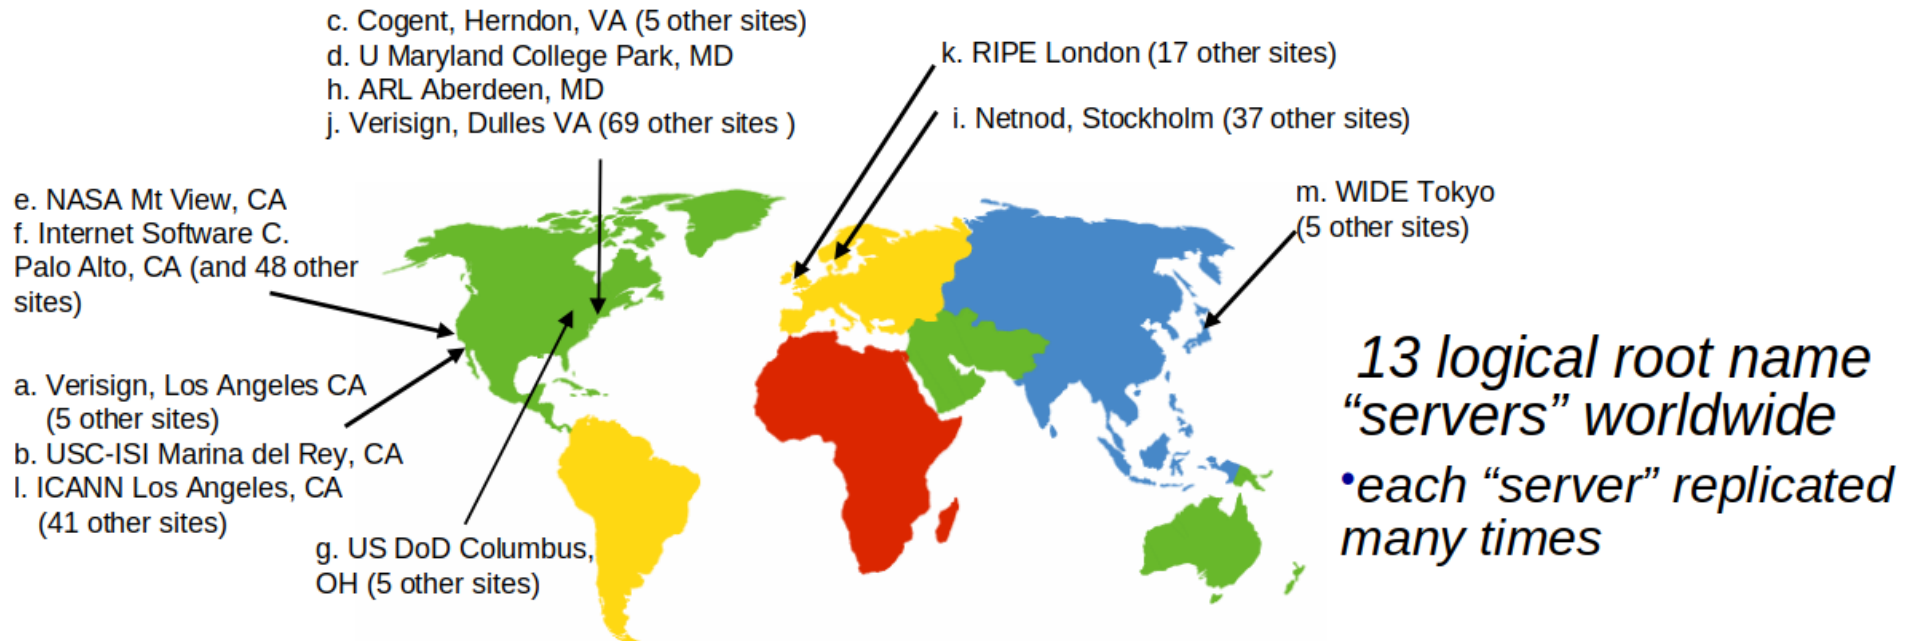 c. Cogent, Herndon, VA (5 other sites)
d. U Maryland College Park, MD
h. ARL Aberdeen, MD
j. Verisign, Dulles VA (69 other sites )
k. RIPE London (17 other sites)
i. Netnod, Stockholm (37 other sites)
m. WIDE Tokyo
(5 other sites)
e. NASA Mt View, CA
f. Internet Software C.
Palo Alto, CA (and 48 other
sites)
a. Verisign, Los Angeles CA
(5 other sites)
b. USC-ISI Marina del Rey, CA
l. ICANN Los Angeles, CA
(41 other sites)
g. US DoD Columbus,
OH (5 other sites)
13 logical root name
“servers” worldwide
•each “server” replicated
many times